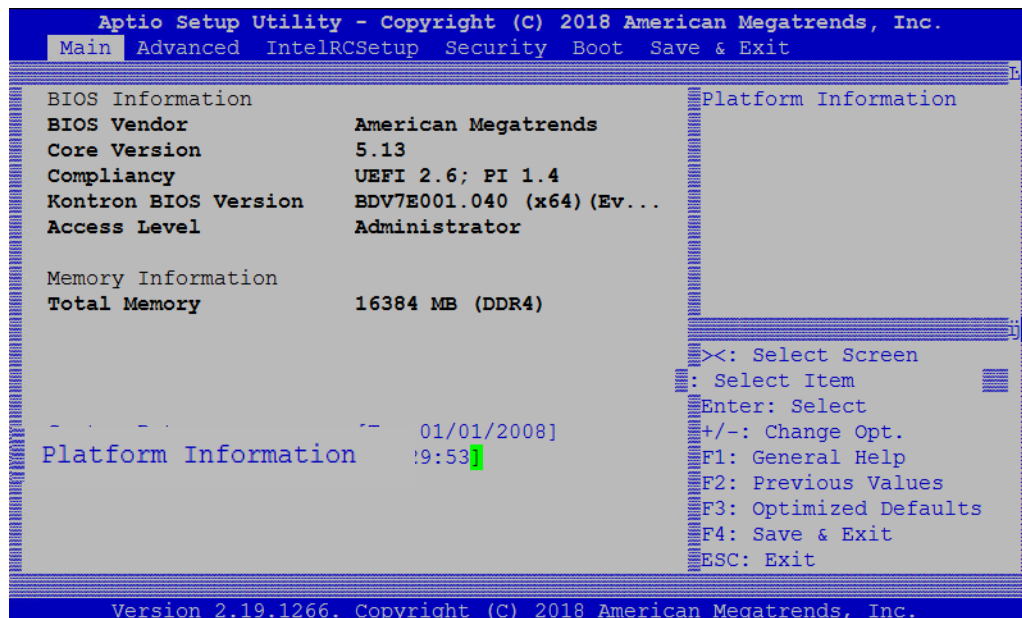 Aptio Setup Utility - Copyright (C) 2018 American Megatrends, Inc.
Main Advanced IntelRCSetup Security Boot Save & Exit
BIOS Information
BIOS Vendor American Megatrends
Core Version 5.13
Compliancy UEFI 2.6; PI 1.4
Kontron BIOS Version BDV7E001.040 (x64)(Ev...
Access Level Administrator
Memory Information
Total Memory 16384 MB (DDR4)
01/01/2008]
Platform Information :9:53]
Platform Information
><: Select Screen
: Select Item
Enter: Select
+/-: Change Opt.
F1: General Help
F2: Previous Values
F3: Optimized Defaults
F4: Save & Exit
ESC: Exit
Version 2.19.1266. Copyright (C) 2018 American Megatrends, Inc.